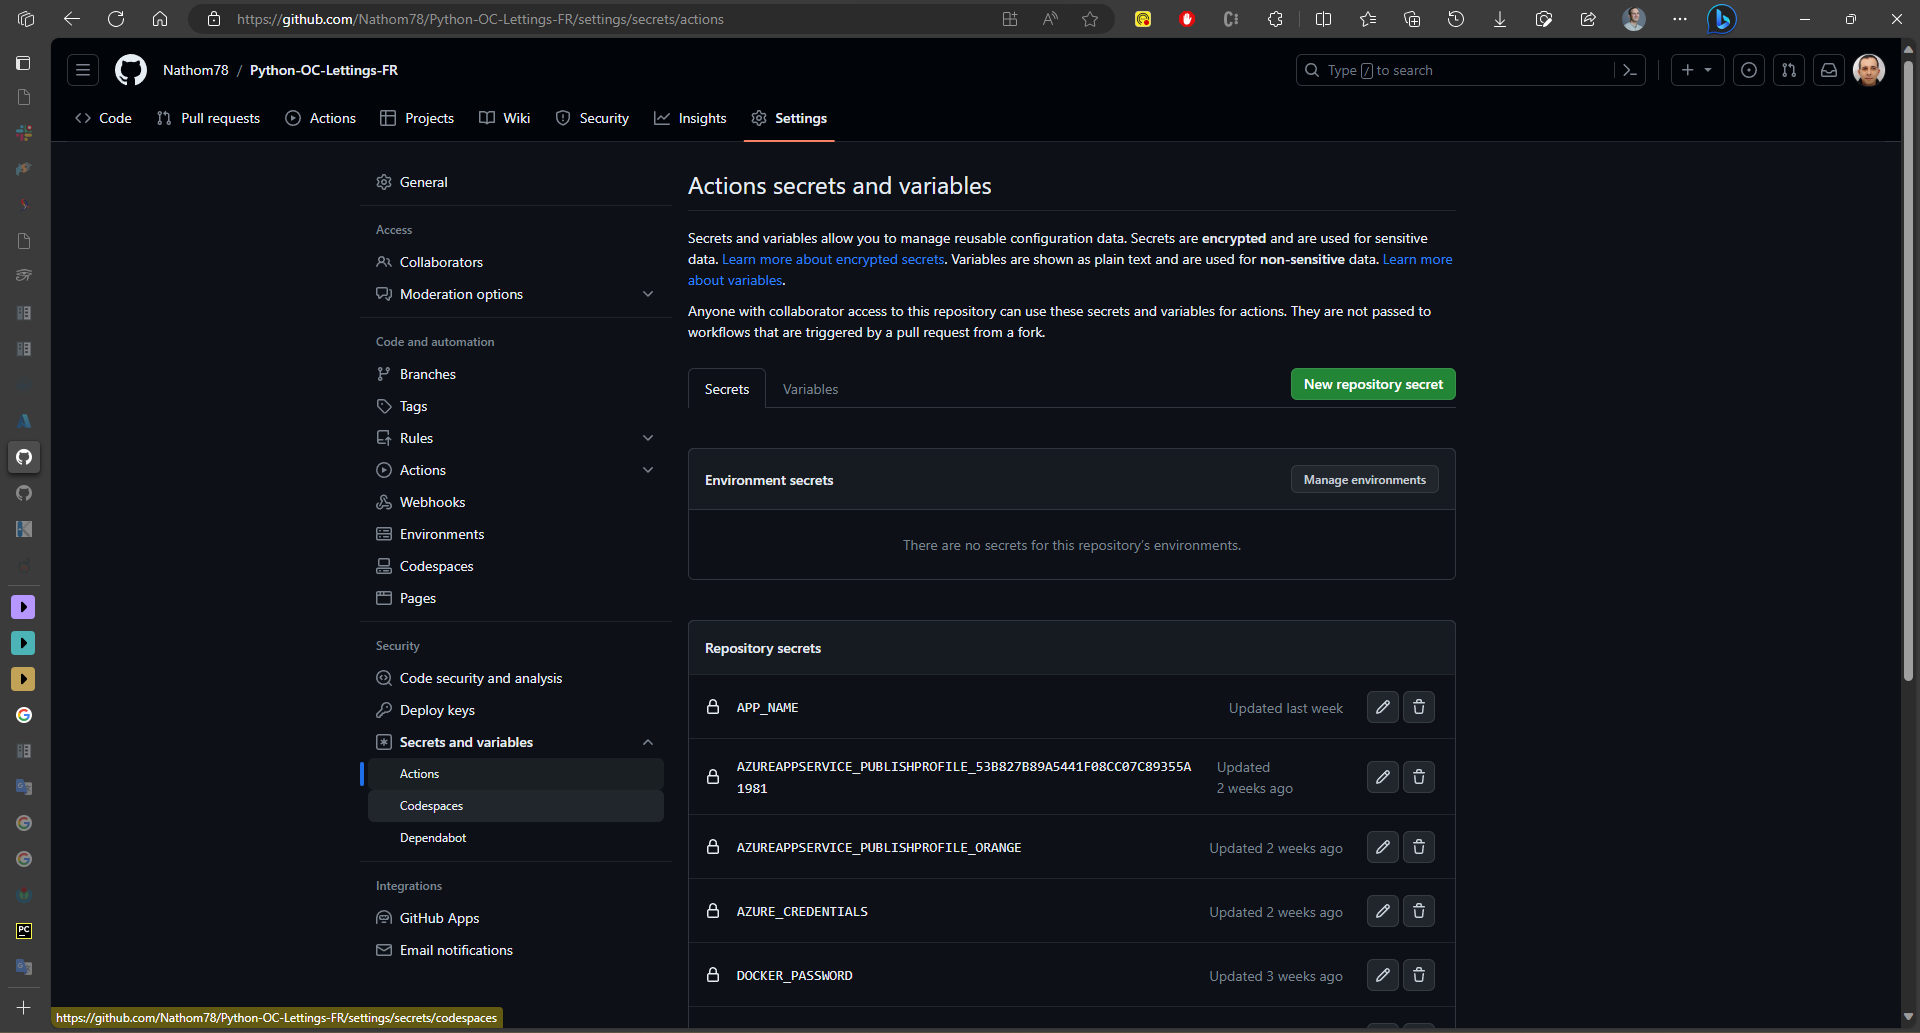 https://github.com/Nathom78/Python-OC-Lettings-FR/settings/secrets/actions
Nathom78 / Python-OC-Lettings-FR
Type / to search
Code
Pull requests
Actions
Projects
Wiki
Security
Insights
Settings
General
Access
Collaborators
Moderation options
Code and automation
Branches
Tags
Rules
Actions
Webhooks
Environments
Codespaces
Pages
Security
Code security and analysis
Deploy keys
Secrets and variables
Actions
Codespaces
Dependabot
Integrations
GitHub Apps
Email notifications
Actions secrets and variables
Secrets and variables allow you to manage reusable configuration data. Secrets are encrypted and are used for sensitive
data. Learn more about encrypted secrets. Variables are shown as plain text and are used for non-sensitive data. Learn more
about variables.
Anyone with collaborator access to this repository can use these secrets and variables for actions. They are not passed to
workflows that are triggered by a pull request from a fork.
Secrets
Variables
New repository secret
Environment secrets
Manage environments
There are no secrets for this repository's environments.
Repository secrets
APP_NAME
Updated last week
AZUREAPPSERVICE_PUBLISHPROFILE_53B827B89A5441F08CC07C89355A
1981
Updated
2 weeks ago
AZUREAPPSERVICE_PUBLISHPROFILE_ORANGE
Updated 2 weeks ago
AZURE_CREDENTIALS
Updated 2 weeks ago
DOCKER_PASSWORD
Updated 3 weeks ago
PC
https://github.com/Nathom78/Python-OC-Lettings-FR/settings/secrets/codespaces